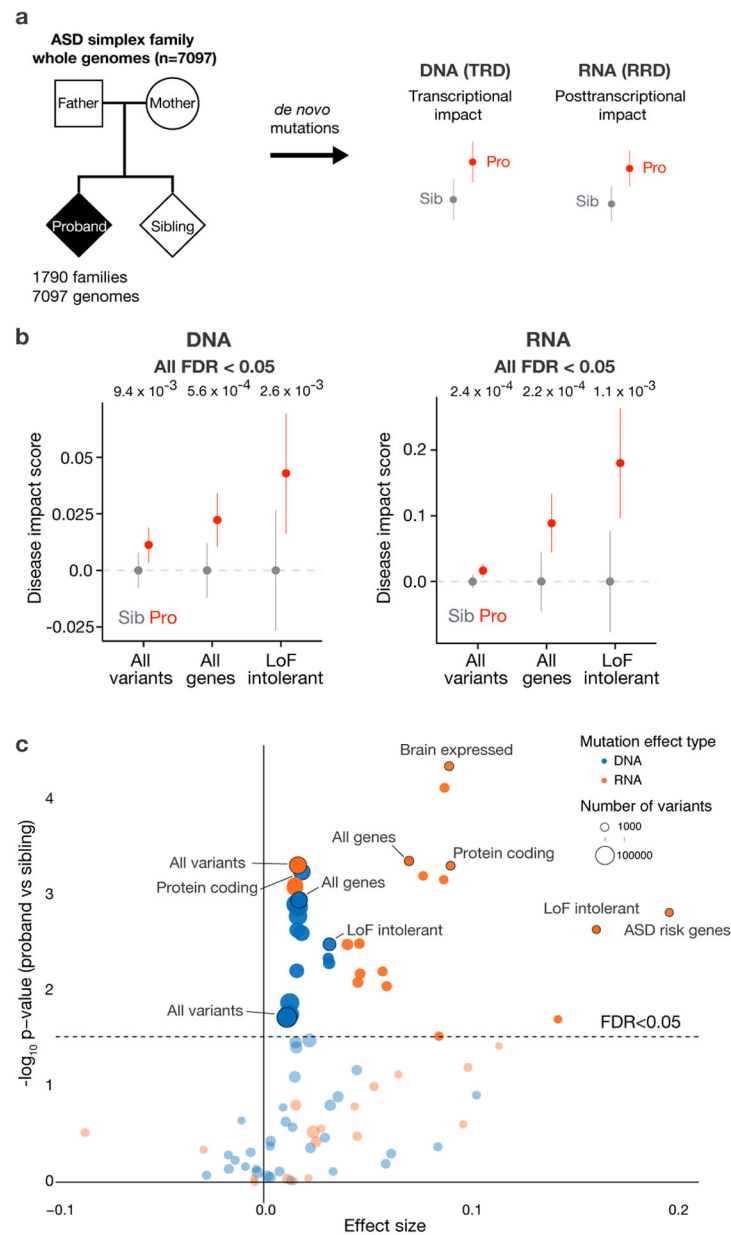 a
ASD simplex family
whole genomes (n=7097)
Father
Mother
Proband
Sibling
1790 families
7097 genomes
de novo
mutations
DNA (TRD)
Transcriptional
impact
Pro
Sib
RNA (RRD)
Posttranscriptional
impact
Pro
Sib
b
DNA
All FDR < 0.05
9.4 x 10⁻³ 5.6 x 10⁻⁴ 2.6 x 10⁻³
Disease impact score
0.05
0.025
0.0
-0.025
Sib Pro
All
variants
All
genes
LoF
intolerant
RNA
All FDR < 0.05
2.4 x 10⁻⁴ 2.2 x 10⁻⁴ 1.1 x 10⁻³
Disease impact score
0.2
0.1
0.0
Sib Pro
All
variants
All
genes
LoF
intolerant
c
Mutation effect type
DNA
RNA
Number of variants
1000
100000
-log₁₀ p−value (proband vs sibling)
4
3
2
1
0
Brain expressed
All genes
Protein coding
All variants
Protein coding
All genes
LoF intolerant
ASD risk genes
LoF intolerant
All variants
FDR<0.05
−0.1
0.0
0.1
0.2
Effect size